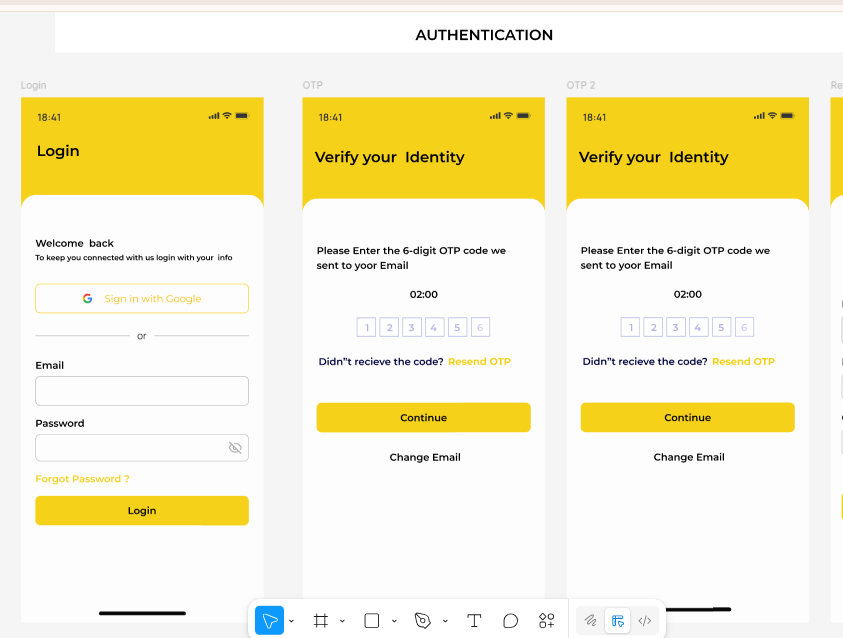 AUTHENTICATION
Login
18:41
Login
Welcome back
To keep you connected with us login with your info
Sign in with Google
or
Email
Password
Forgot Password ?
Login
OTP
18:41
Verify your Identity
Please Enter the 6-digit OTP code we
sent to yoor Email
02:00
1 2 3 4 5 6
Didn"t recieve the code? Resend OTP
Continue
Change Email
OTP 2
18:41
Verify your Identity
Please Enter the 6-digit OTP code we
sent to yoor Email
02:00
1 2 3 4 5 6
Didn"t recieve the code? Resend OTP
Continue
Change Email
Re